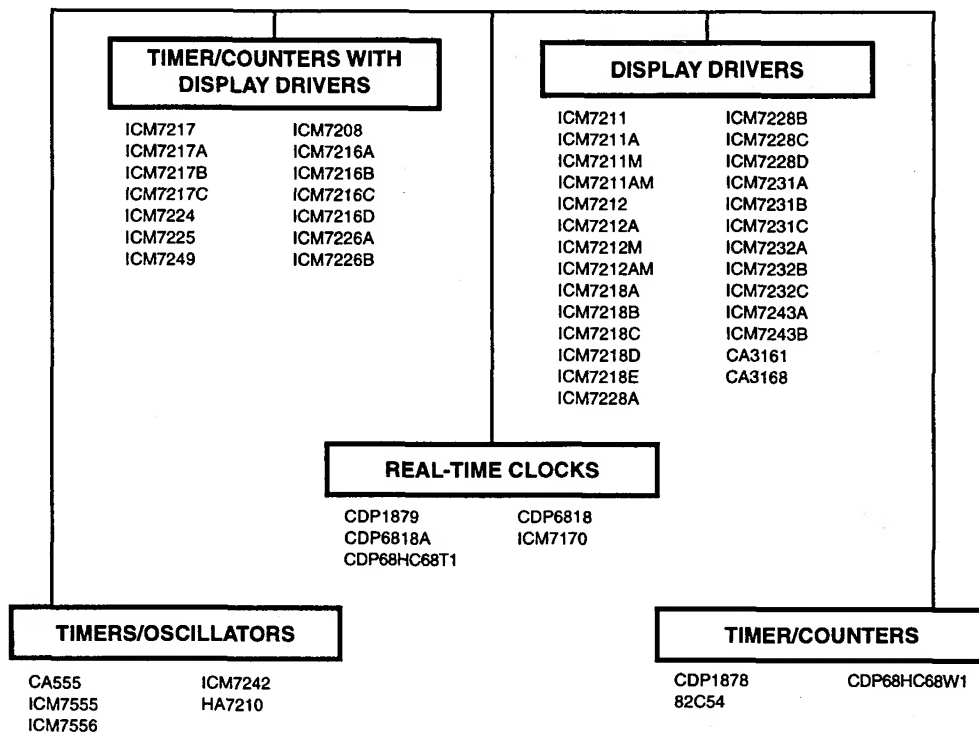 TIMER/COUNTERS WITH
DISPLAY DRIVERS
ICM7217 ICM7208
ICM7217A ICM7216A
ICM7217B ICM7216B
ICM7217C ICM7216C
ICM7224 ICM7216D
ICM7225 ICM7226A
ICM7249 ICM7226B
DISPLAY DRIVERS
ICM7211 ICM7228B
ICM7211A ICM7228C
ICM7211M ICM7228D
ICM7211AM ICM7231A
ICM7212 ICM7231B
ICM7212A ICM7231C
ICM7212M ICM7232A
ICM7212AM ICM7232B
ICM7218A ICM7232C
ICM7218B ICM7243A
ICM7218C ICM7243B
ICM7218D CA3161
ICM7218E CA3168
ICM7228A
REAL-TIME CLOCKS
CDP1879 CDP6818
CDP6818A ICM7170
CDP68HC68T1
TIMERS/OSCILLATORS
CA555 ICM7242
ICM7555 HA7210
ICM7556
TIMER/COUNTERS
CDP1878 CDP68HC68W1
82C54